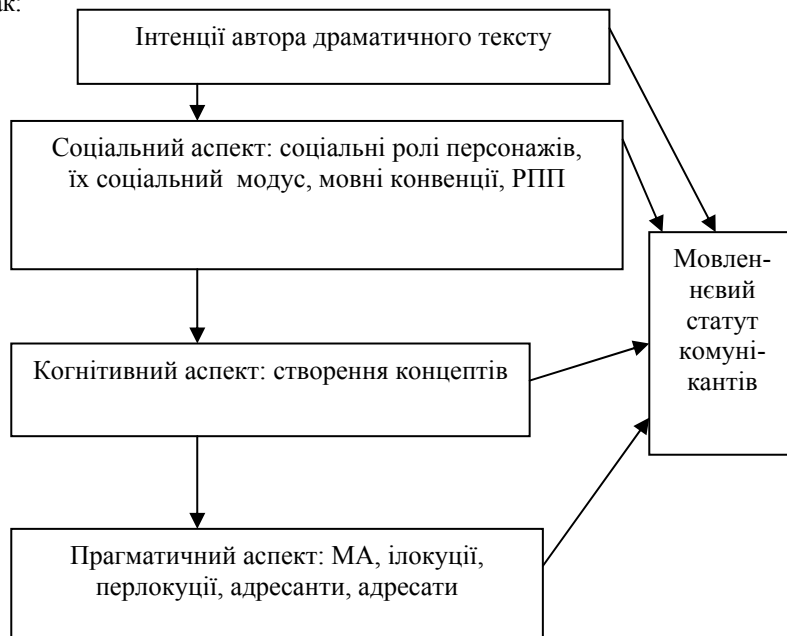 ак:
Інтенції автора драматичного тексту
Соціальний аспект: соціальні ролі персонажів,
їх соціальний модус, мовні конвенції, РПП
Мовлен-
нєвий
статут
комуні-
кантів
Когнітивний аспект: створення концептів
Прагматичний аспект: МА, ілокуції,
перлокуції, адресанти, адресати